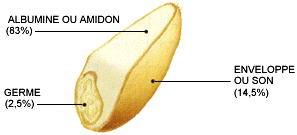 ALBUMINE OU AMIDON
(83%)
ENVELOPPE
OU SON
(14,5%)
GERME
(2,5%)